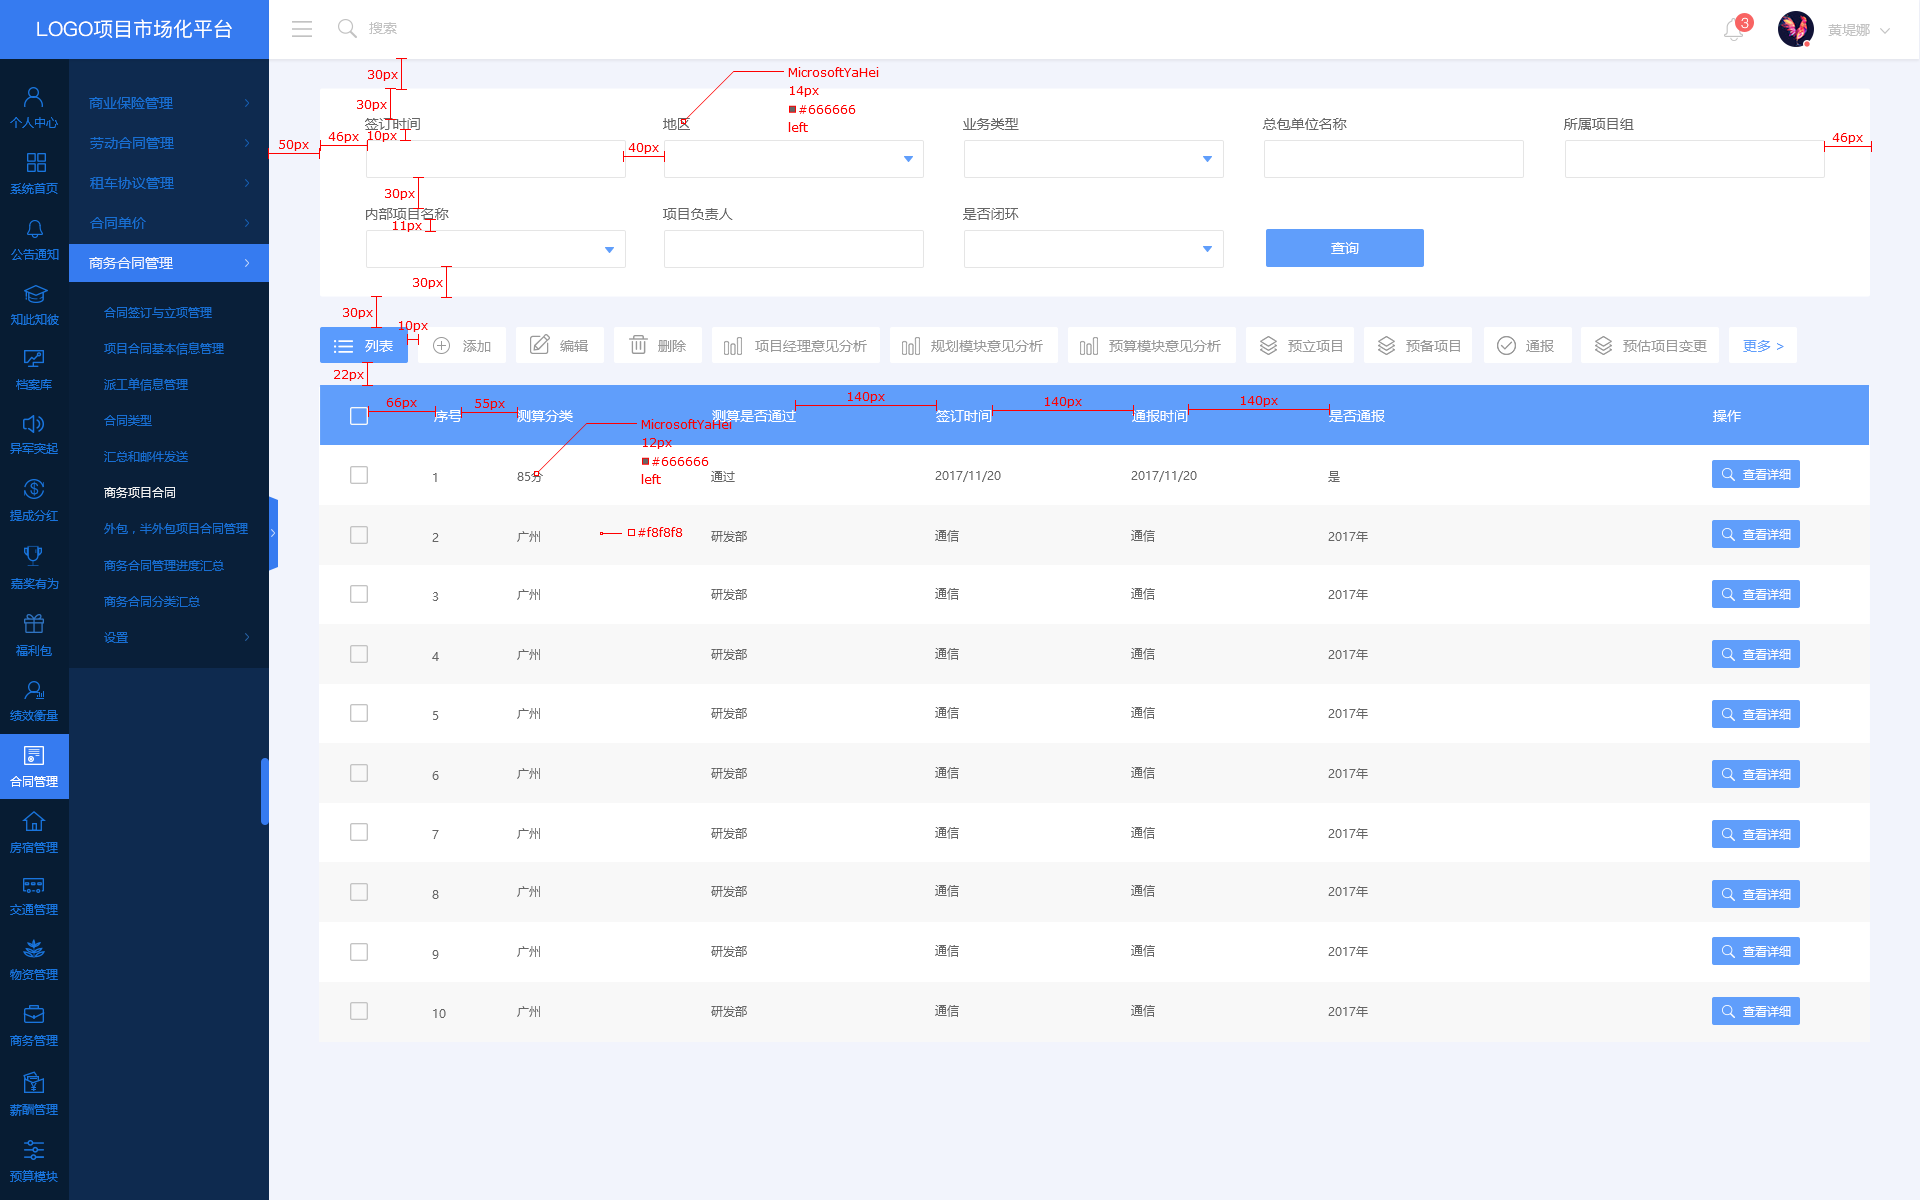 LOGO项目市场化平台
搜索
3
黄堤娜
个人中心
系统首页
公告通知
知此知彼
档案库
异军突起
提成分红
嘉奖有为
福利包
绩效衡量
合同管理
房宿管理
交通管理
物资管理
商务管理
薪酬管理
预算模块
商业保险管理
劳动合同管理
租车协议管理
合同单价
商务合同管理
合同签订与立项管理
项目合同基本信息管理
派工单信息管理
合同类型
汇总和邮件发送
商务项目合同
外包，半外包项目合同管理
商务合同管理进度汇总
商务合同分类汇总
设置
30px
MicrosoftYaHei
14px
#666666
left
30px
签订时间 地区 业务类型 总包单位名称 所属项目组
50px 46px 10px 40px 46px
30px
内部项目名称 项目负责人 是否闭环
11px
查询
30px
30px
10px
列表 添加 编辑 删除 项目经理意见分析 规划模块意见分析 预算模块意见分析 预立项目 预备项目 通报 预估项目变更 更多 >
22px
66px 55px 140px 140px 140px
序号 测算分类 测算是否通过 签订时间 通报时间 是否通报 操作
MicrosoftYaHei
12px
#666666
left
1 85分 通过 2017/11/20 2017/11/20 是 查看详细
2 广州 #f8f8f8 研发部 通信 通信 2017年 查看详细
3 广州 研发部 通信 通信 2017年 查看详细
4 广州 研发部 通信 通信 2017年 查看详细
5 广州 研发部 通信 通信 2017年 查看详细
6 广州 研发部 通信 通信 2017年 查看详细
7 广州 研发部 通信 通信 2017年 查看详细
8 广州 研发部 通信 通信 2017年 查看详细
9 广州 研发部 通信 通信 2017年 查看详细
10 广州 研发部 通信 通信 2017年 查看详细